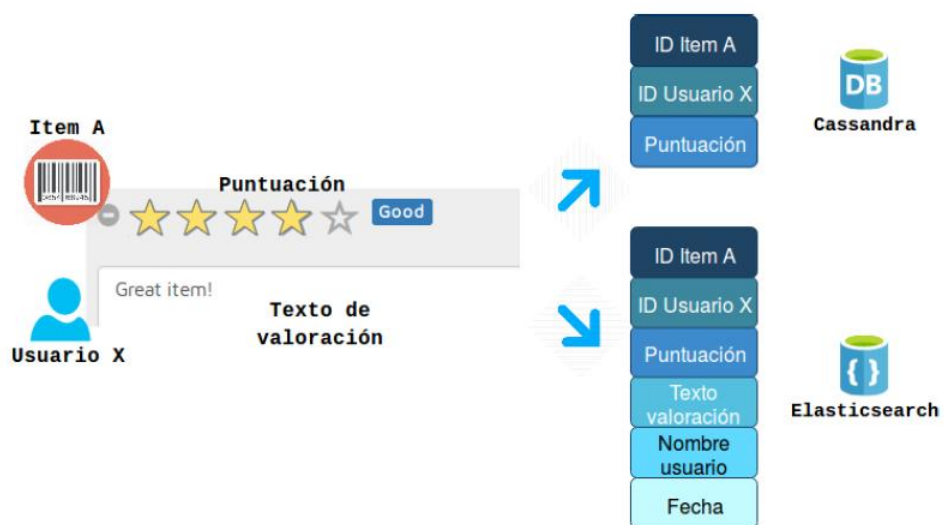 Item A
Puntuación
Good
Great item!
Texto de
valoración
Usuario X
ID Item A
ID Usuario X
Puntuación
DB
Cassandra
ID Item A
ID Usuario X
Puntuación
Texto
valoración
Nombre
usuario
Fecha
{ }
Elasticsearch